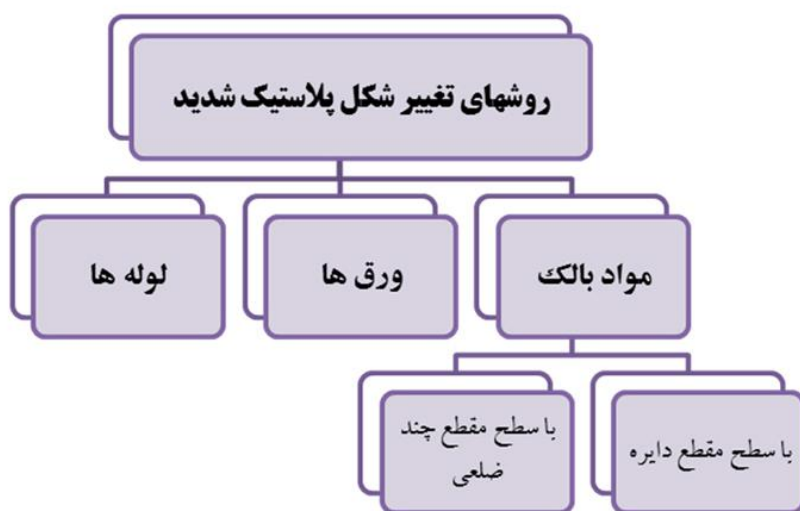 روشهای تغییر شکل پلاستیک شدید
مواد بالک
ورق ها
لوله ها
با سطح مقطع دایره
با سطح مقطع چند
ضلعی